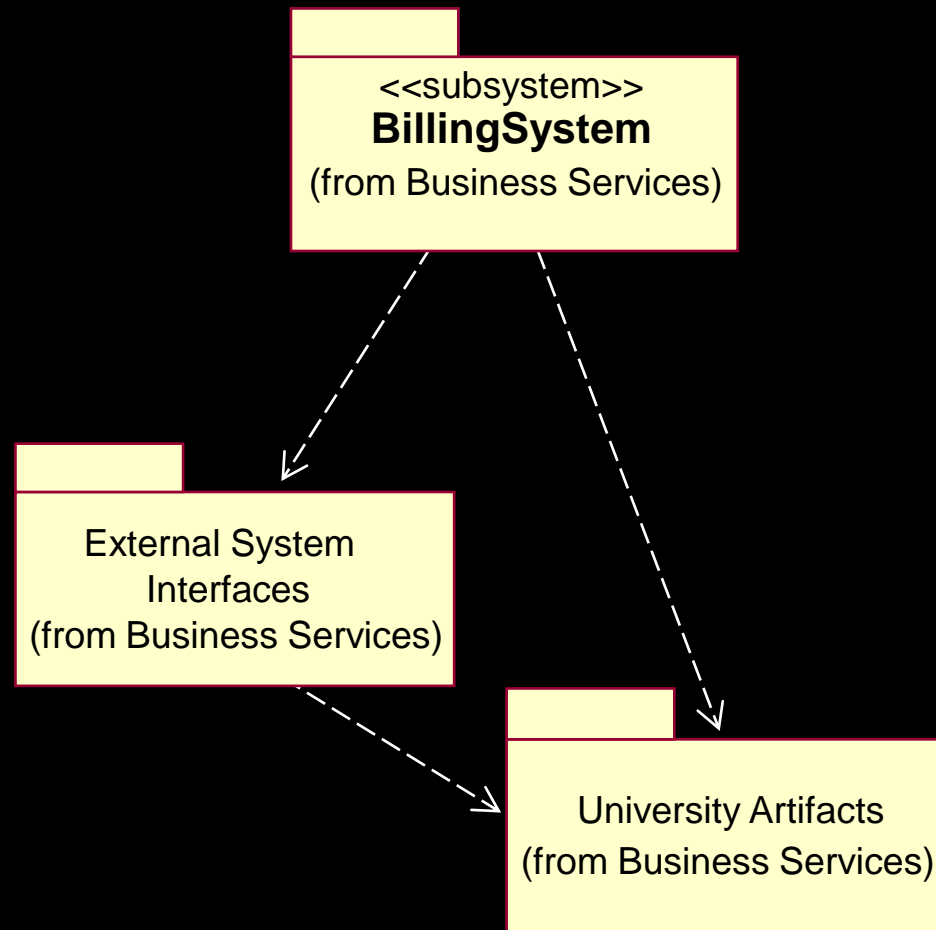 <<subsystem>>
BillingSystem
(from Business Services)
External System
Interfaces
(from Business Services)
University Artifacts
(from Business Services)